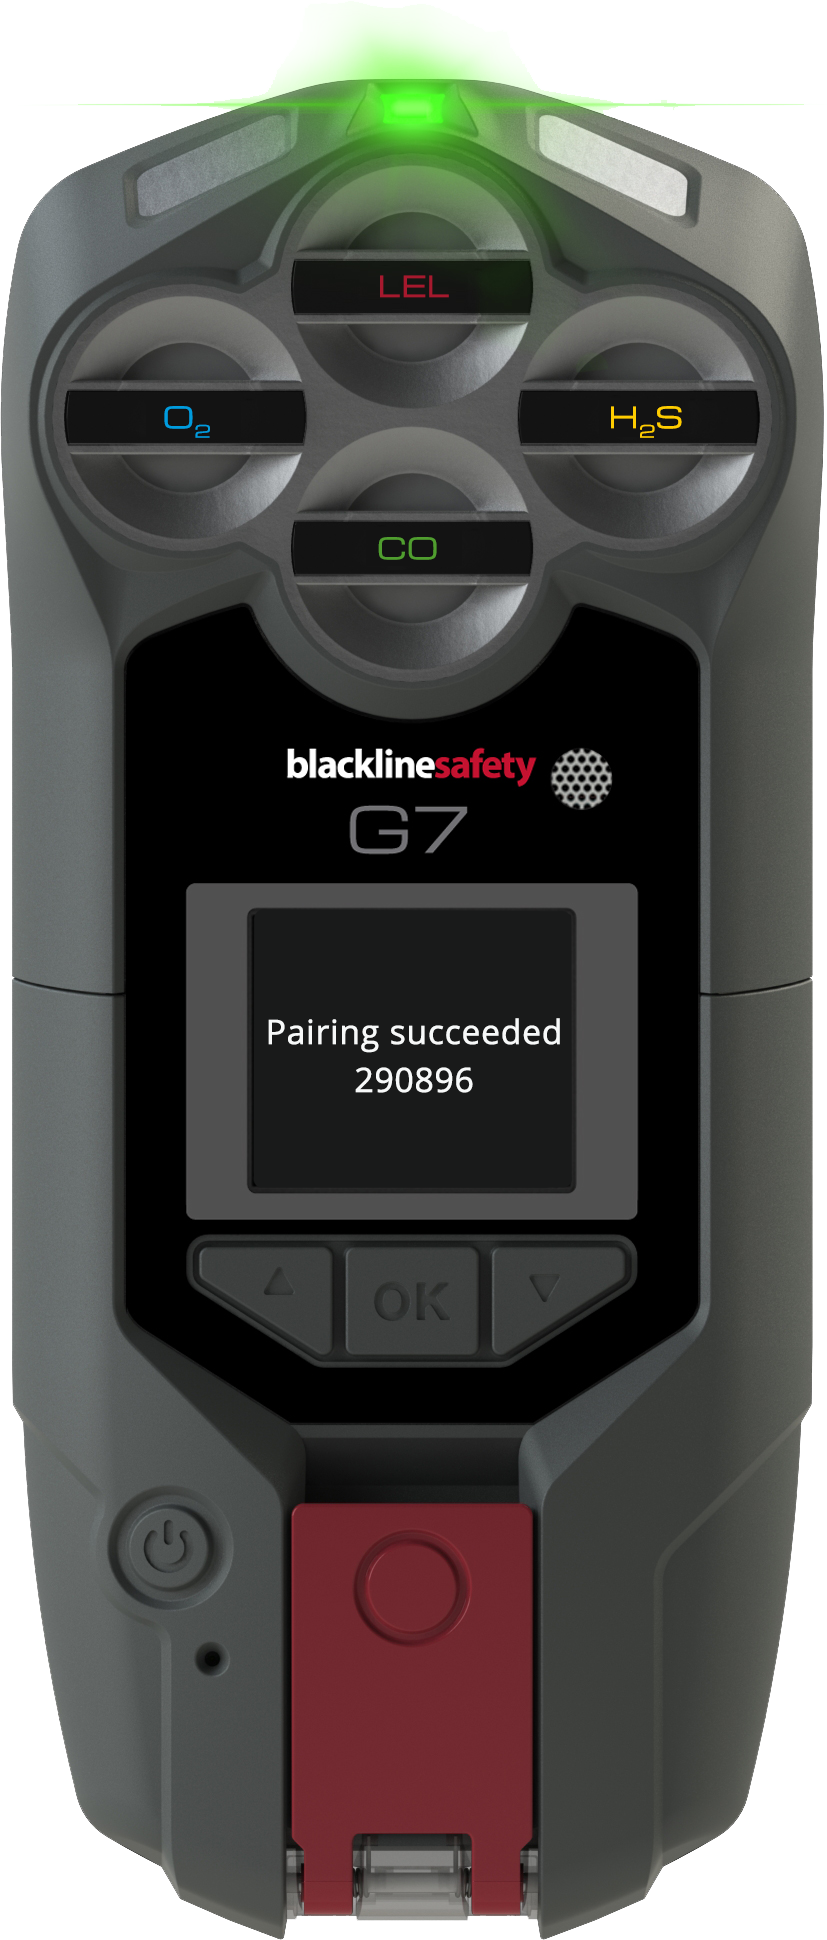 LEL
O₂
H₂S
CO
blacklinesafety
G7
Pairing succeeded
290896
OK